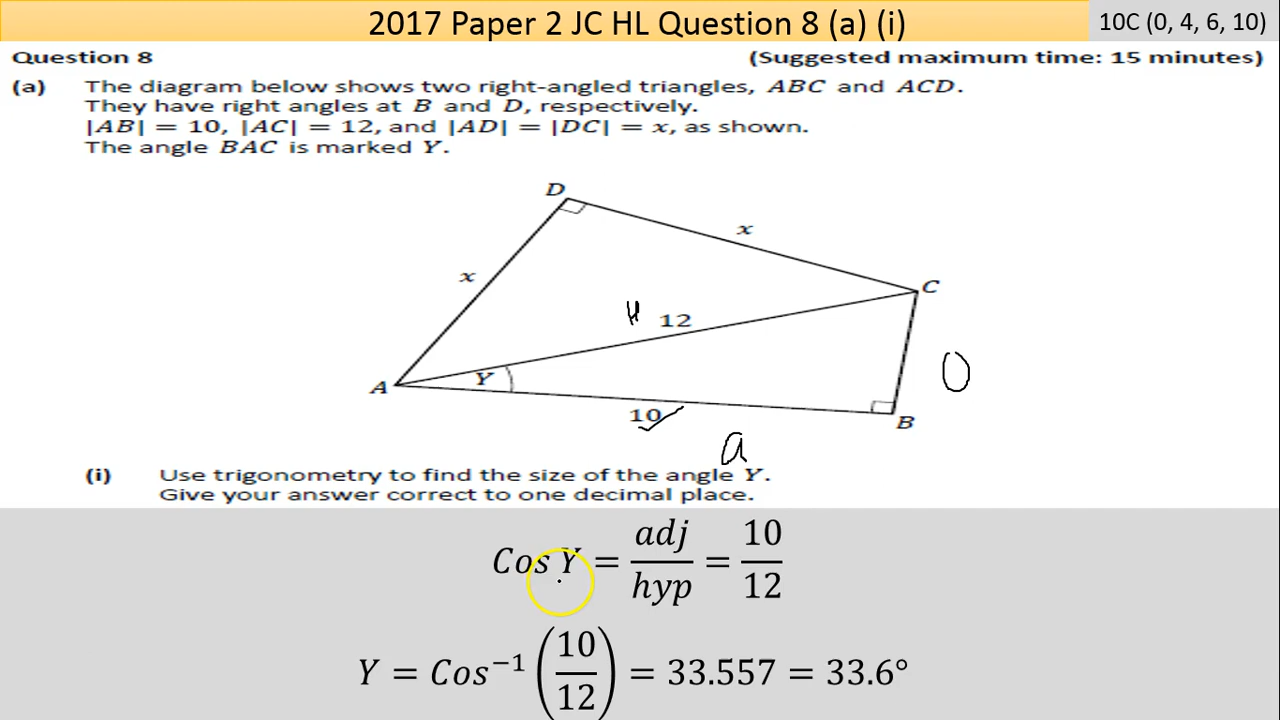 2017 Paper 2 JC HL Question 8 (a) (i)
10C (0, 4, 6, 10)
Question 8
(Suggested maximum time: 15 minutes)
(a) The diagram below shows two right-angled triangles, ABC and ACD.
They have right angles at B and D, respectively.
|AB| = 10, |AC| = 12, and |AD| = |DC| = x, as shown.
The angle BAC is marked Y.
D
x
x
C
H 12
O
A
Y
10
B
a
(i) Use trigonometry to find the size of the angle Y.
Give your answer correct to one decimal place.
Cos Y = adj/hyp = 10/12
Y = Cos⁻¹ (10/12) = 33.557 = 33.6°